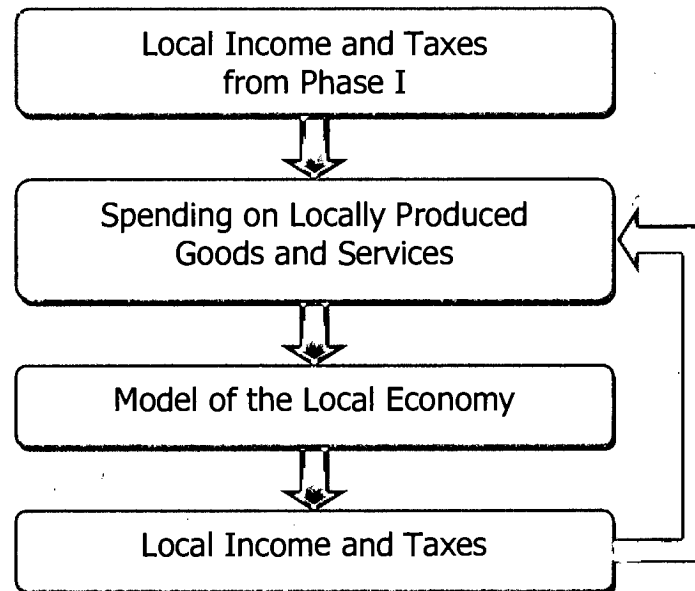 Local Income and Taxes
from Phase I
Spending on Locally Produced
Goods and Services
Model of the Local Economy
Local Income and Taxes